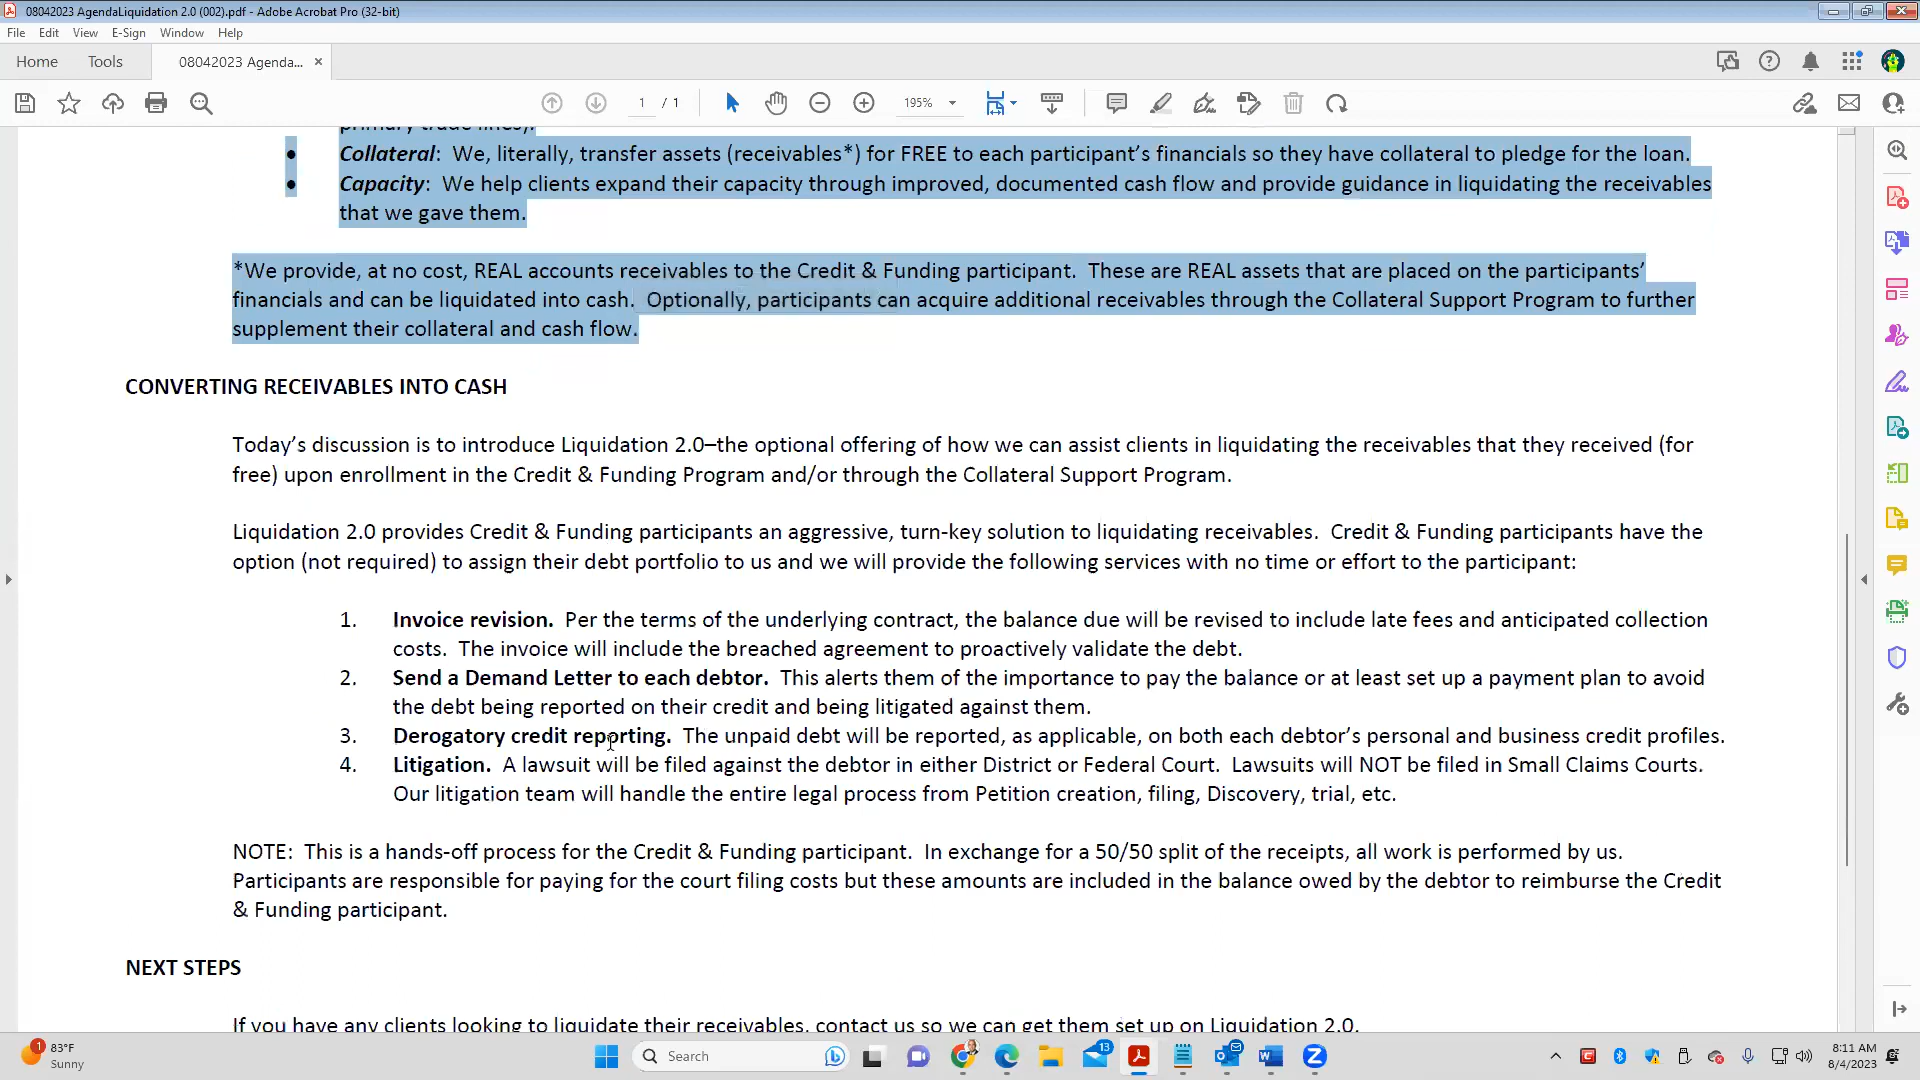 08042023 AgendaLiquidation 2.0 (002).pdf - Adobe Acrobat Pro (32-bit)
File Edit View E-Sign Window Help
Home Tools 08042023 Agenda... ×
1 / 1 195%
primary trade lines).
• Collateral: We, literally, transfer assets (receivables*) for FREE to each participant’s financials so they have collateral to pledge for the loan.
• Capacity: We help clients expand their capacity through improved, documented cash flow and provide guidance in liquidating the receivables
that we gave them.
*We provide, at no cost, REAL accounts receivables to the Credit & Funding participant. These are REAL assets that are placed on the participants’
financials and can be liquidated into cash. Optionally, participants can acquire additional receivables through the Collateral Support Program to further
supplement their collateral and cash flow.
CONVERTING RECEIVABLES INTO CASH
Today’s discussion is to introduce Liquidation 2.0–the optional offering of how we can assist clients in liquidating the receivables that they received (for
free) upon enrollment in the Credit & Funding Program and/or through the Collateral Support Program.
Liquidation 2.0 provides Credit & Funding participants an aggressive, turn-key solution to liquidating receivables. Credit & Funding participants have the
option (not required) to assign their debt portfolio to us and we will provide the following services with no time or effort to the participant:
1. Invoice revision. Per the terms of the underlying contract, the balance due will be revised to include late fees and anticipated collection
costs. The invoice will include the breached agreement to proactively validate the debt.
2. Send a Demand Letter to each debtor. This alerts them of the importance to pay the balance or at least set up a payment plan to avoid
the debt being reported on their credit and being litigated against them.
3. Derogatory credit reporting. The unpaid debt will be reported, as applicable, on both each debtor’s personal and business credit profiles.
4. Litigation. A lawsuit will be filed against the debtor in either District or Federal Court. Lawsuits will NOT be filed in Small Claims Courts.
Our litigation team will handle the entire legal process from Petition creation, filing, Discovery, trial, etc.
NOTE: This is a hands-off process for the Credit & Funding participant. In exchange for a 50/50 split of the receipts, all work is performed by us.
Participants are responsible for paying for the court filing costs but these amounts are included in the balance owed by the debtor to reimburse the Credit
& Funding participant.
NEXT STEPS
If you have any clients looking to liquidate their receivables, contact us so we can get them set up on Liquidation 2.0.
1
83°F
Sunny
Search
13
8:11 AM
8/4/2023